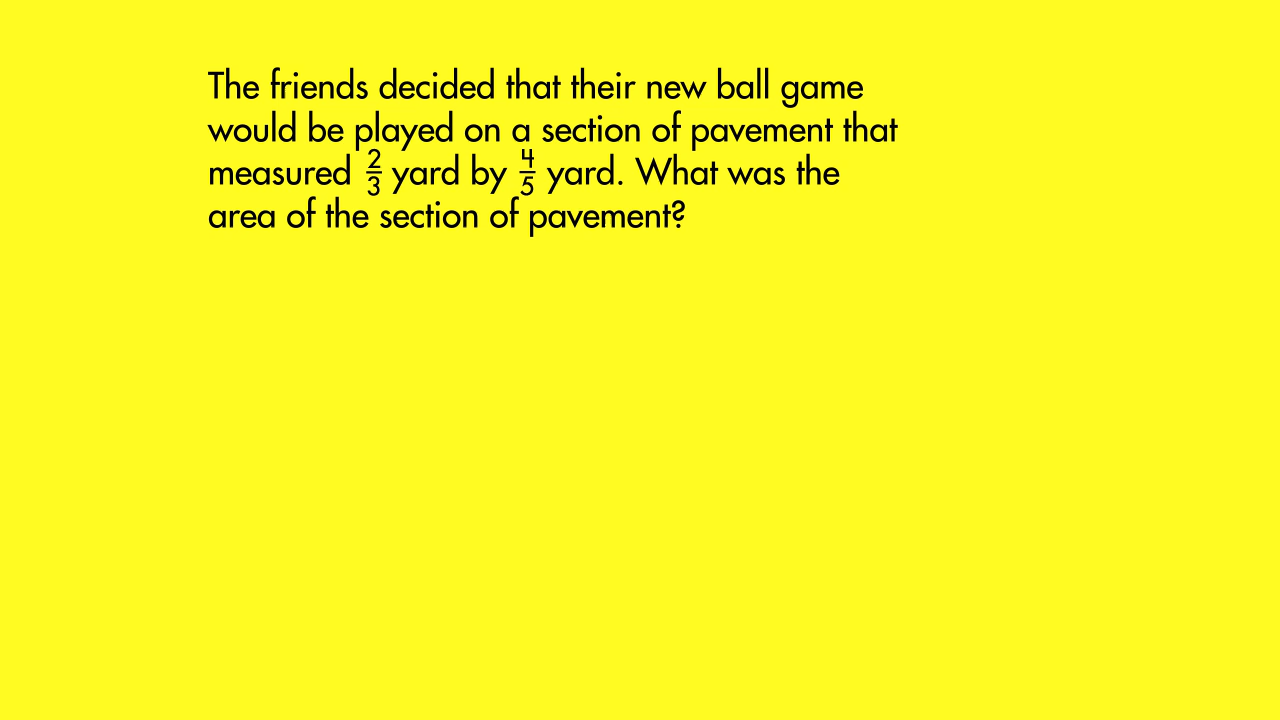 The friends decided that their new ball game
would be played on a section of pavement that
measured 2/3 yard by 4/5 yard. What was the
area of the section of pavement?